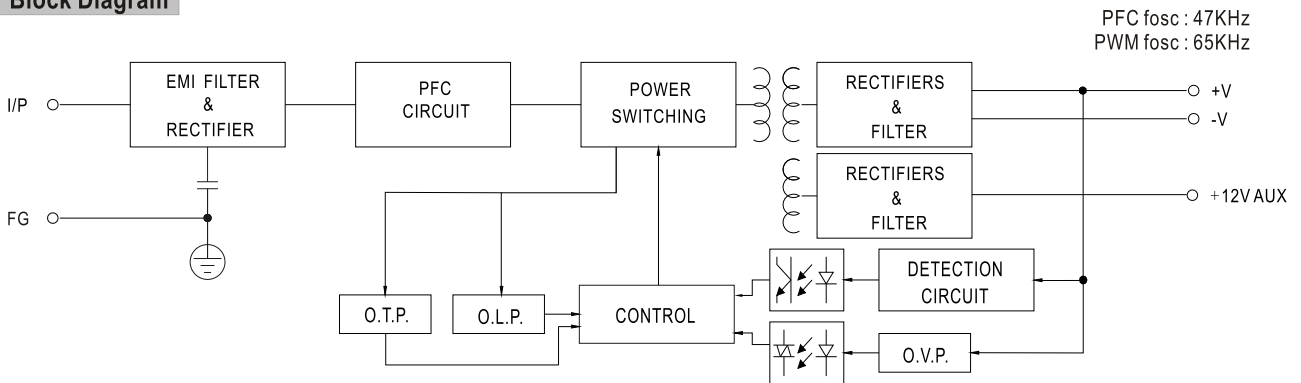 Block Diagram
PFC fosc : 47KHz
PWM fosc : 65KHz
I/P
EMI FILTER
&
RECTIFIER
PFC
CIRCUIT
POWER
SWITCHING
RECTIFIERS
&
FILTER
+V
-V
RECTIFIERS
&
FILTER
+12V AUX
FG
DETECTION
CIRCUIT
O.T.P.
O.L.P.
CONTROL
O.V.P.